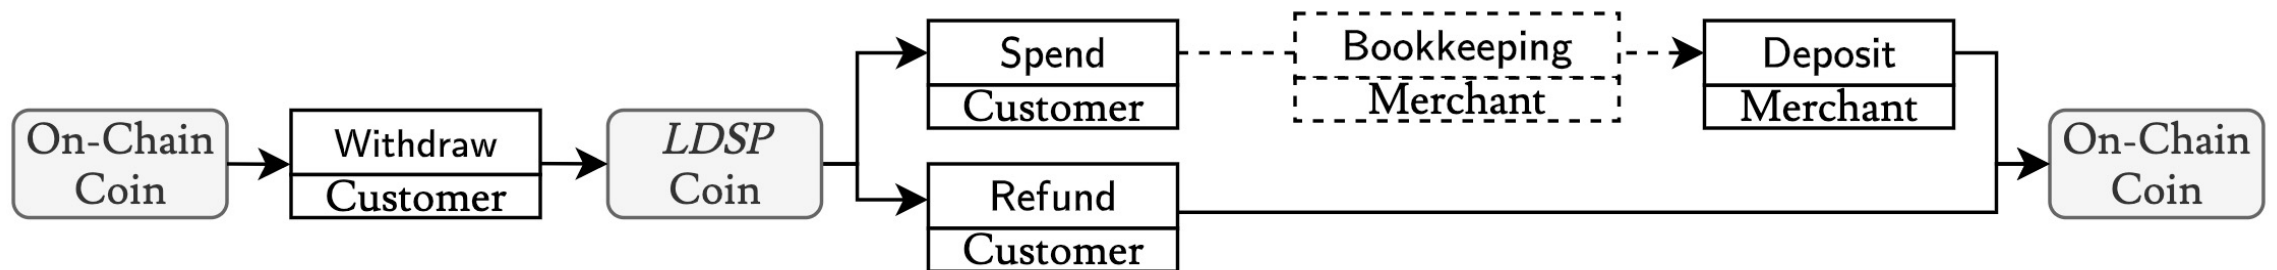 On-Chain
Coin
Withdraw
Customer
LDSP
Coin
Spend
Customer
Bookkeeping
Merchant
Deposit
Merchant
Refund
Customer
On-Chain
Coin